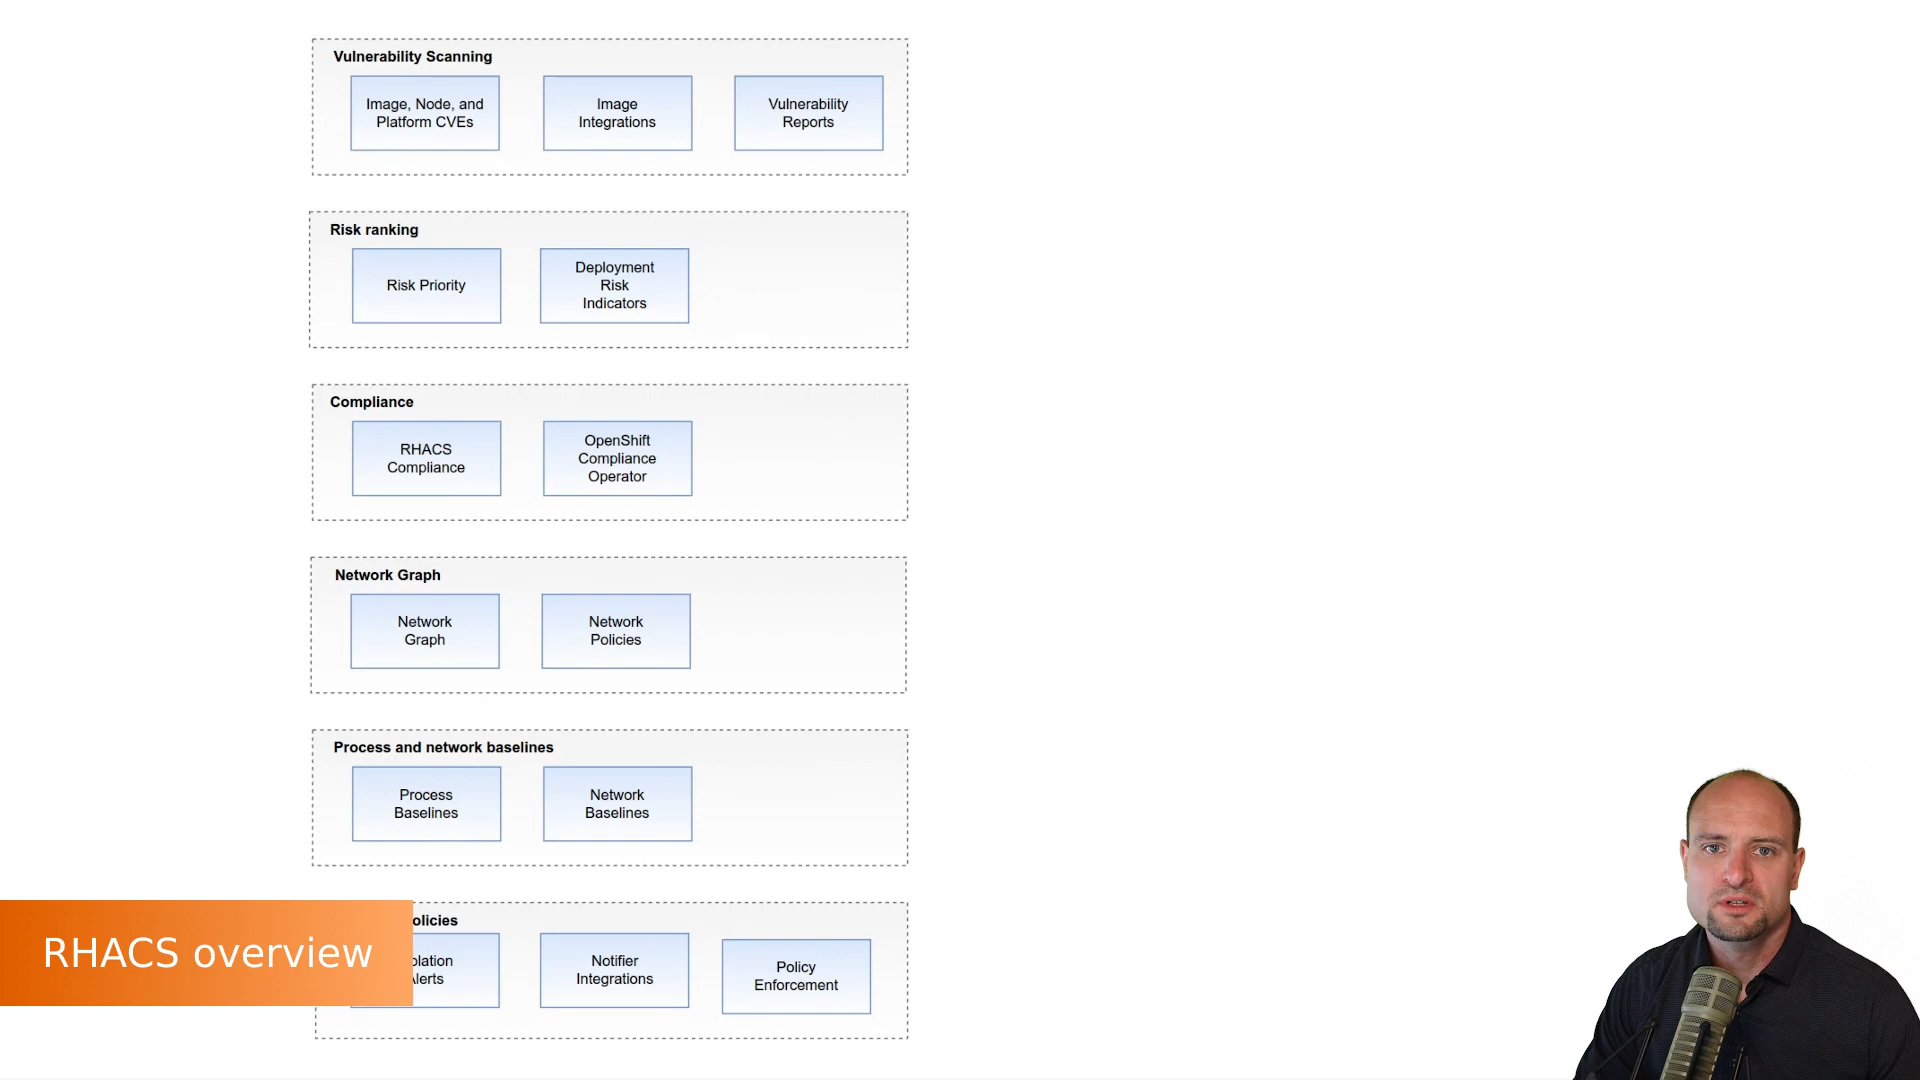 Vulnerability Scanning
Image, Node, and
Platform CVEs
Image
Integrations
Vulnerability
Reports
Risk ranking
Risk Priority
Deployment
Risk
Indicators
Compliance
RHACS
Compliance
OpenShift
Compliance
Operator
Network Graph
Network
Graph
Network
Policies
Process and network baselines
Process
Baselines
Network
Baselines
olicies
olation
lerts
Notifier
Integrations
Policy
Enforcement
RHACS overview